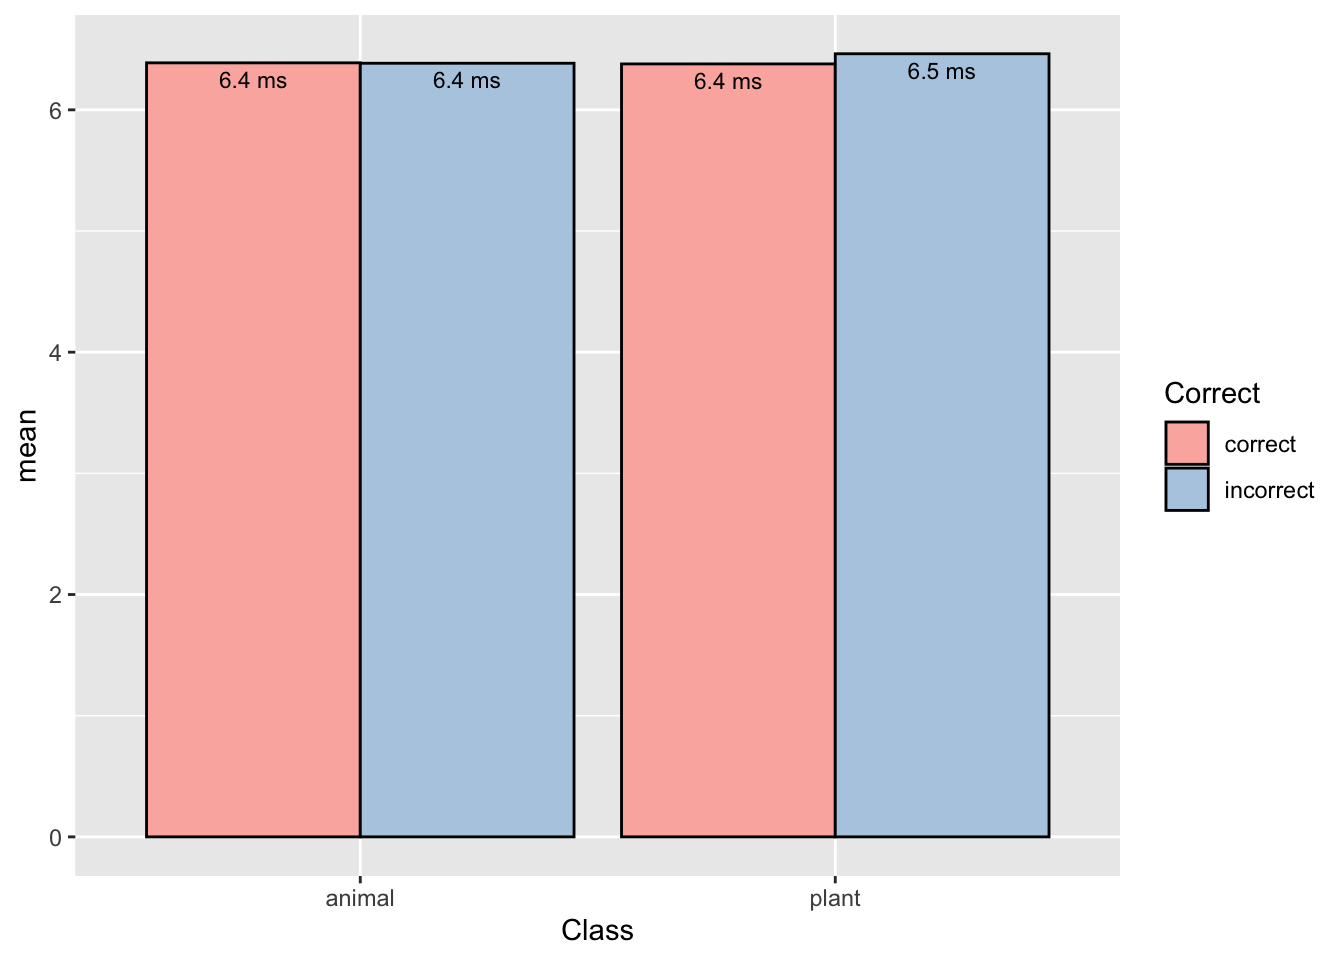 6.4 ms
6.4 ms
6.4 ms
6.5 ms
6
4
2
0
mean
animal
plant
Class
Correct
correct
incorrect